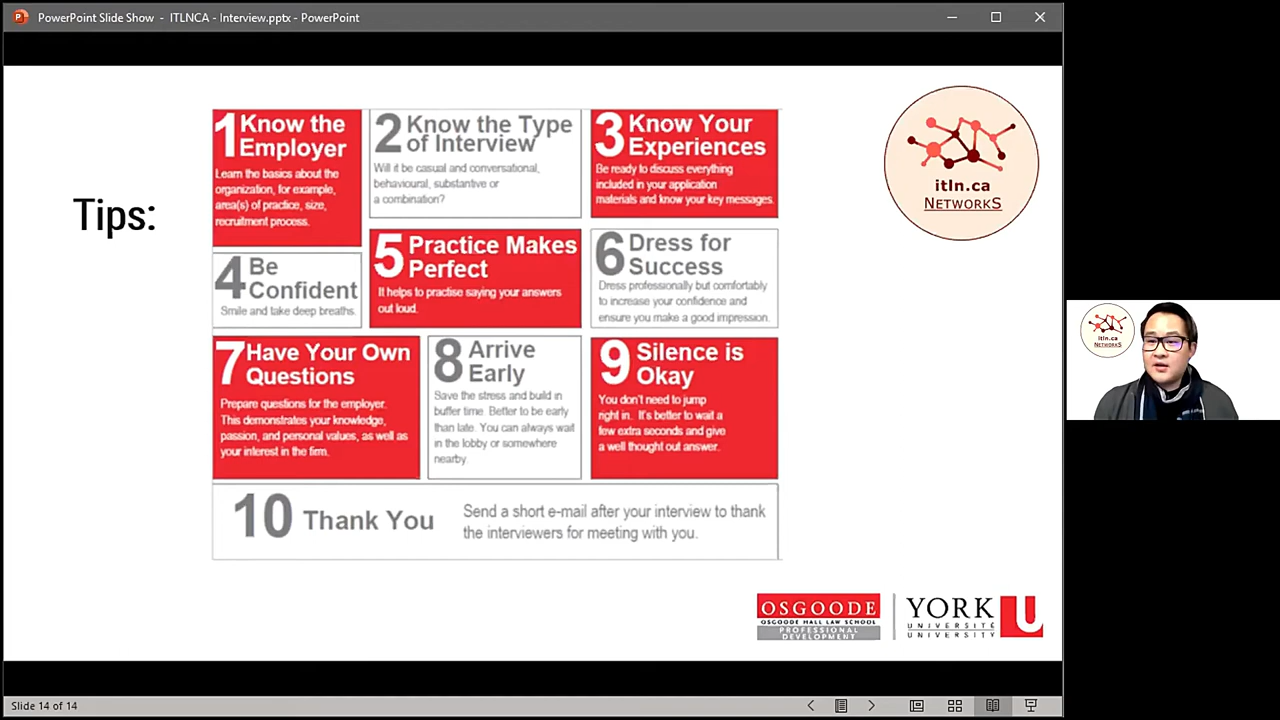 PowerPoint Slide Show - ITLNCA - Interview.pptx - PowerPoint
Tips:
1 Know the
Employer
Learn the basics about the
organization, for example,
area(s) of practice, size,
recruitment process.
2 Know the Type
of Interview
Will it be casual and conversational,
behavioural, substantive or
a combination?
3 Know Your
Experiences
Be ready to discuss everything
included in your application
materials and know your key messages.
4 Be
Confident
Smile and take deep breaths.
5 Practice Makes
Perfect
It helps to practise saying your answers
out loud.
6 Dress for
Success
Dress professionally but comfortably
to increase your confidence and
ensure you make a good impression.
7 Have Your Own
Questions
Prepare questions for the employer.
This demonstrates your knowledge,
passion, and personal values, as well as
your interest in the firm.
8 Arrive
Early
Save the stress and build in
buffer time. Better to be early
than late. You can always wait
in the lobby or somewhere
nearby.
9 Silence is
Okay
You don't need to jump
right in. It's better to wait a
few extra seconds and give
a well thought out answer.
10 Thank You
Send a short e-mail after your interview to thank
the interviewers for meeting with you.
itln.ca
NETWORKS
itln.ca
NETWORKS
OSGOODE
OSGOODE HALL LAW SCHOOL
PROFESSIONAL
DEVELOPMENT
YORK U
UNIVERSITÉ
UNIVERSITY
Slide 14 of 14